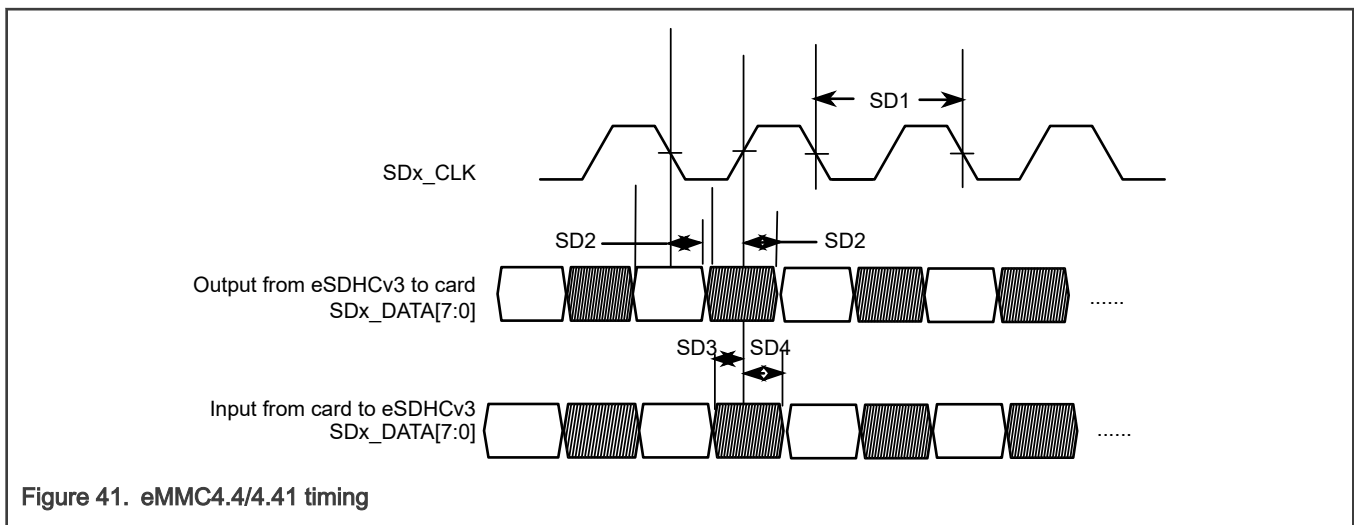 SD1
SDx_CLK
SD2
SD2
Output from eSDHCv3 to card
SDx_DATA[7:0]
......
SD3
SD4
Input from card to eSDHCv3
SDx_DATA[7:0]
......
Figure 41. eMMC4.4/4.41 timing